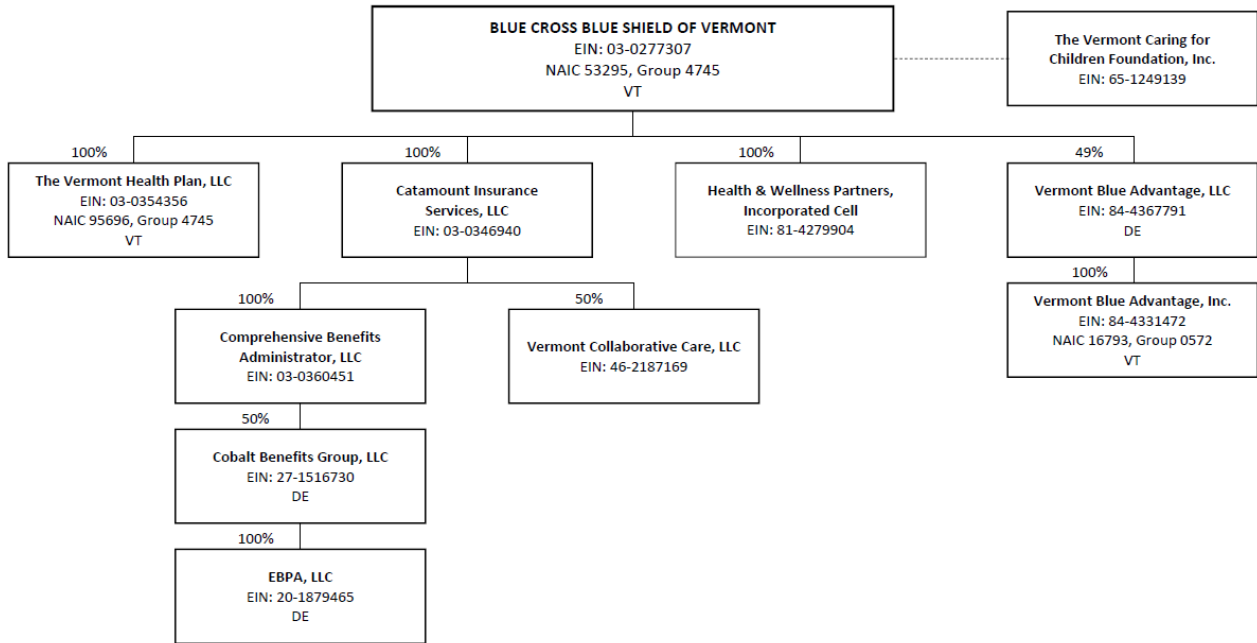 BLUE CROSS BLUE SHIELD OF VERMONT
EIN: 03-0277307
NAIC 53295, Group 4745
VT
The Vermont Caring for
Children Foundation, Inc.
EIN: 65-1249139
100%
The Vermont Health Plan, LLC
EIN: 03-0354356
NAIC 95696, Group 4745
VT
100%
Catamount Insurance
Services, LLC
EIN: 03-0346940
100%
Health & Wellness Partners,
Incorporated Cell
EIN: 81-4279904
49%
Vermont Blue Advantage, LLC
EIN: 84-4367791
DE
100%
Comprehensive Benefits
Administrator, LLC
EIN: 03-0360451
50%
Vermont Collaborative Care, LLC
EIN: 46-2187169
100%
Vermont Blue Advantage, Inc.
EIN: 84-4331472
NAIC 16793, Group 0572
VT
50%
Cobalt Benefits Group, LLC
EIN: 27-1516730
DE
100%
EBPA, LLC
EIN: 20-1879465
DE